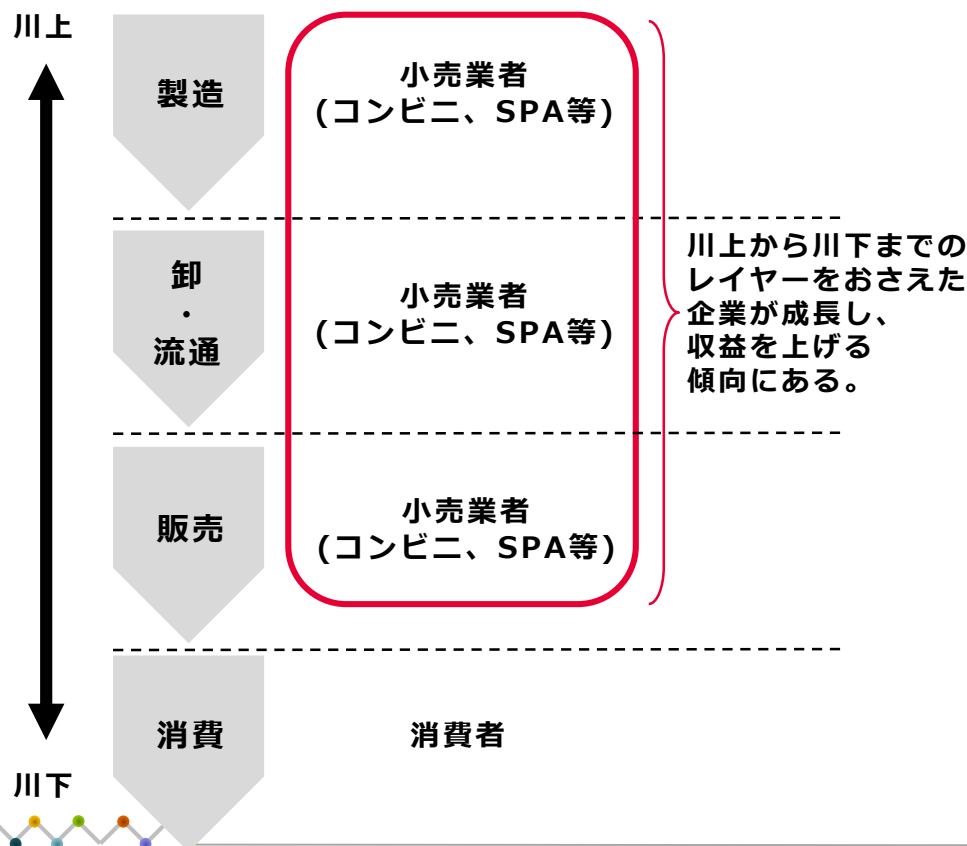 川上
製造
小売業者
(コンビニ、SPA等)
卸
・
流通
小売業者
(コンビニ、SPA等)
川上から川下までの
レイヤーをおさえた
企業が成長し、
収益を上げる
傾向にある。
販売
小売業者
(コンビニ、SPA等)
消費
消費者
川下